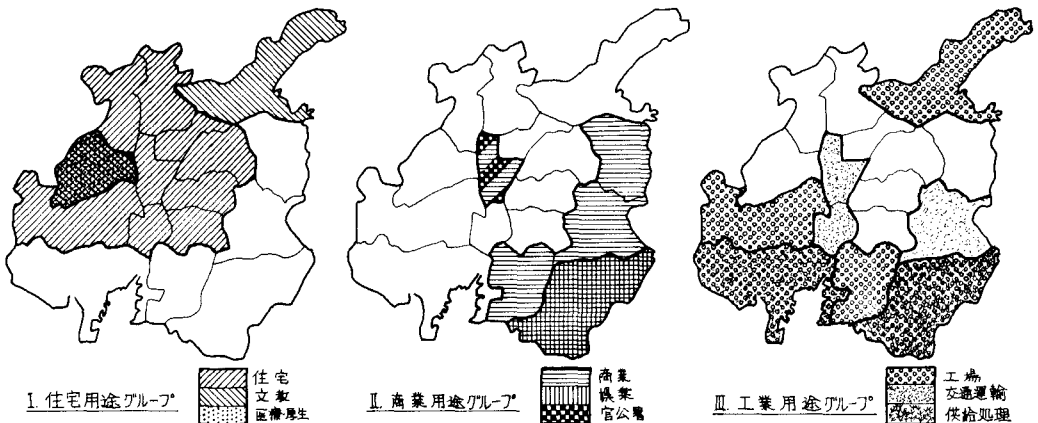 I. 住宅用途グループ
住宅
文教
医療厚生
II. 商業用途グループ
商業
娯楽
官公署
III. 工業用途グループ
工場
交通運輸
供給処理